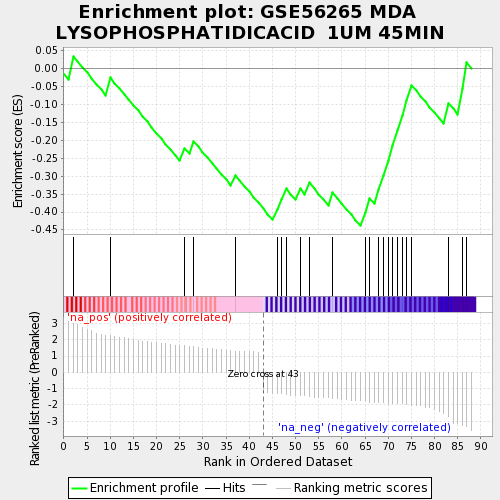 Enrichment plot: GSE56265 MDA
LYSOPHOSPHATIDICACID  1UM 45MIN
Enrichment score (ES)
0.05
0.00
-0.05
-0.10
-0.15
-0.20
-0.25
-0.30
-0.35
-0.40
-0.45
'na_pos' (positively correlated)
Ranked list metric (PreRanked)
3
2
1
0
-1
-2
-3
Zero cross at 43
'na_neg' (negatively correlated)
0 5 10 15 20 25 30 35 40 45 50 55 60 65 70 75 80 85 90
Rank in Ordered Dataset
Enrichment profile Hits Ranking metric scores